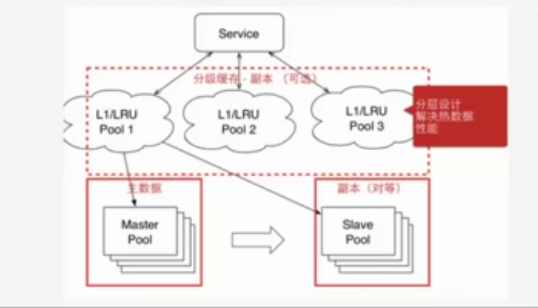 Service
分级缓存 - 副本 （可选）
L1/LRU
Pool 1
L1/LRU
Pool 2
L1/LRU
Pool 3
分层设计
解决热数据
性能
主数据
副本（对等）
Master
Pool
Slave
Pool